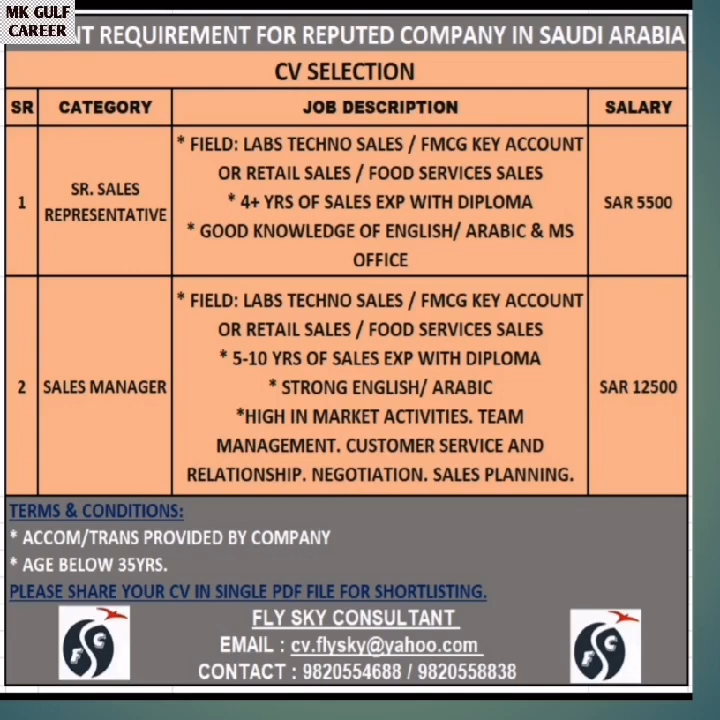 MK GULF
CAREER
NT REQUIREMENT FOR REPUTED COMPANY IN SAUDI ARABIA
CV SELECTION
SR CATEGORY JOB DESCRIPTION SALARY
1
SR. SALES
REPRESENTATIVE
* FIELD: LABS TECHNO SALES / FMCG KEY ACCOUNT
OR RETAIL SALES / FOOD SERVICES SALES
* 4+ YRS OF SALES EXP WITH DIPLOMA
* GOOD KNOWLEDGE OF ENGLISH/ ARABIC & MS
OFFICE
SAR 5500
2
SALES MANAGER
* FIELD: LABS TECHNO SALES / FMCG KEY ACCOUNT
OR RETAIL SALES / FOOD SERVICES SALES
* 5-10 YRS OF SALES EXP WITH DIPLOMA
* STRONG ENGLISH/ ARABIC
*HIGH IN MARKET ACTIVITIES. TEAM
MANAGEMENT. CUSTOMER SERVICE AND
RELATIONSHIP. NEGOTIATION. SALES PLANNING.
SAR 12500
TERMS & CONDITIONS:
* ACCOM/TRANS PROVIDED BY COMPANY
* AGE BELOW 35YRS.
PLEASE SHARE YOUR CV IN SINGLE PDF FILE FOR SHORTLISTING.
FLY SKY CONSULTANT
EMAIL : cv.flysky@yahoo.com
CONTACT : 9820554688 / 9820558838
FSC
FSC